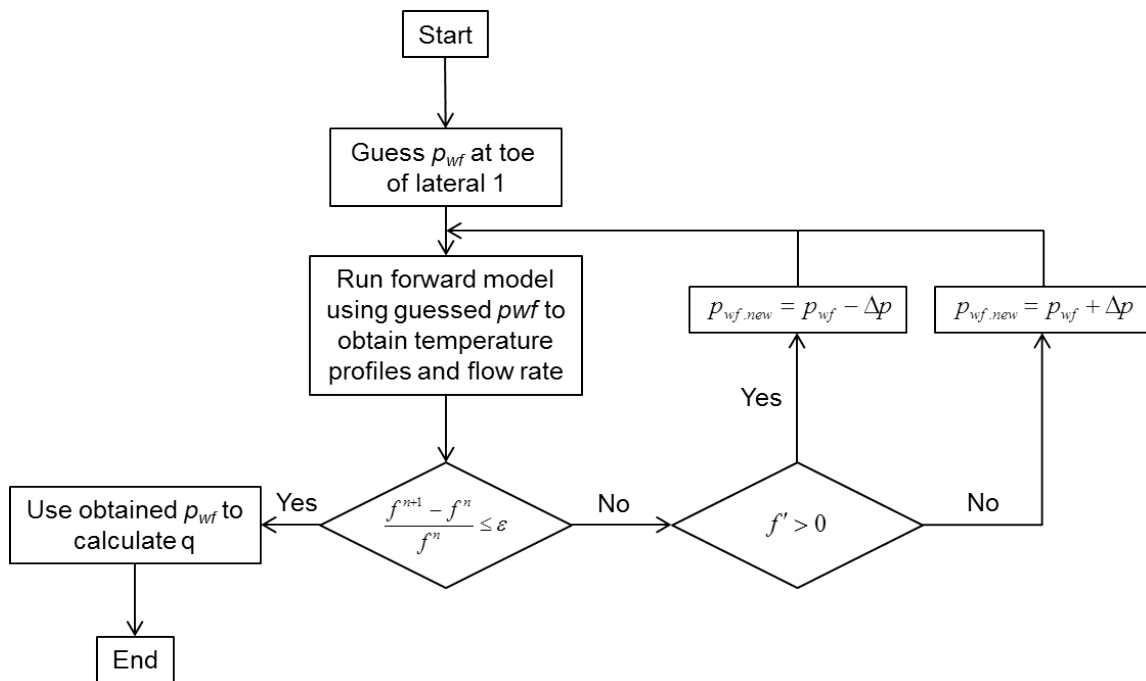 Start
Guess p_wf at toe
of lateral 1
Run forward model
using guessed pwf to
obtain temperature
profiles and flow rate
p_wf.new = p_wf − Δp
p_wf.new = p_wf + Δp
Yes
Use obtained p_wf to
calculate q
Yes
(f^{n+1} − f^n) / f^n ≤ ε
No
f' > 0
No
End